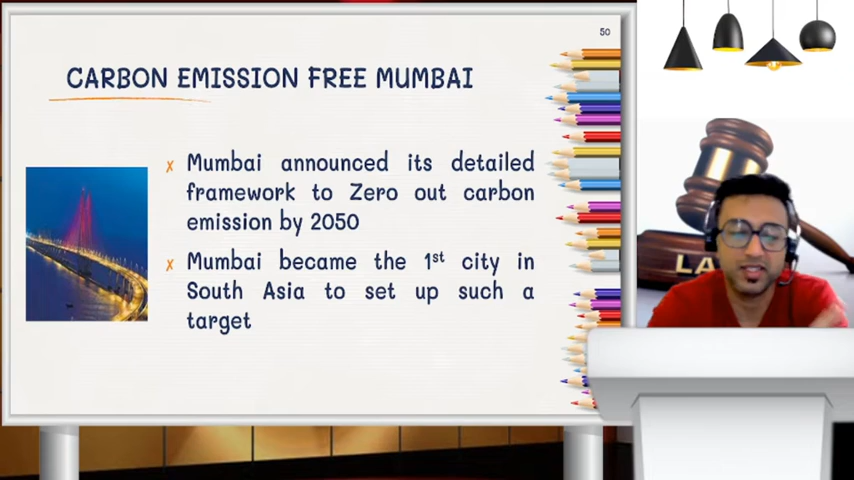 50
CARBON EMISSION FREE MUMBAI
x Mumbai announced its detailed
framework to Zero out carbon
emission by 2050
x Mumbai became the 1st city in
South Asia to set up such a
target
LA